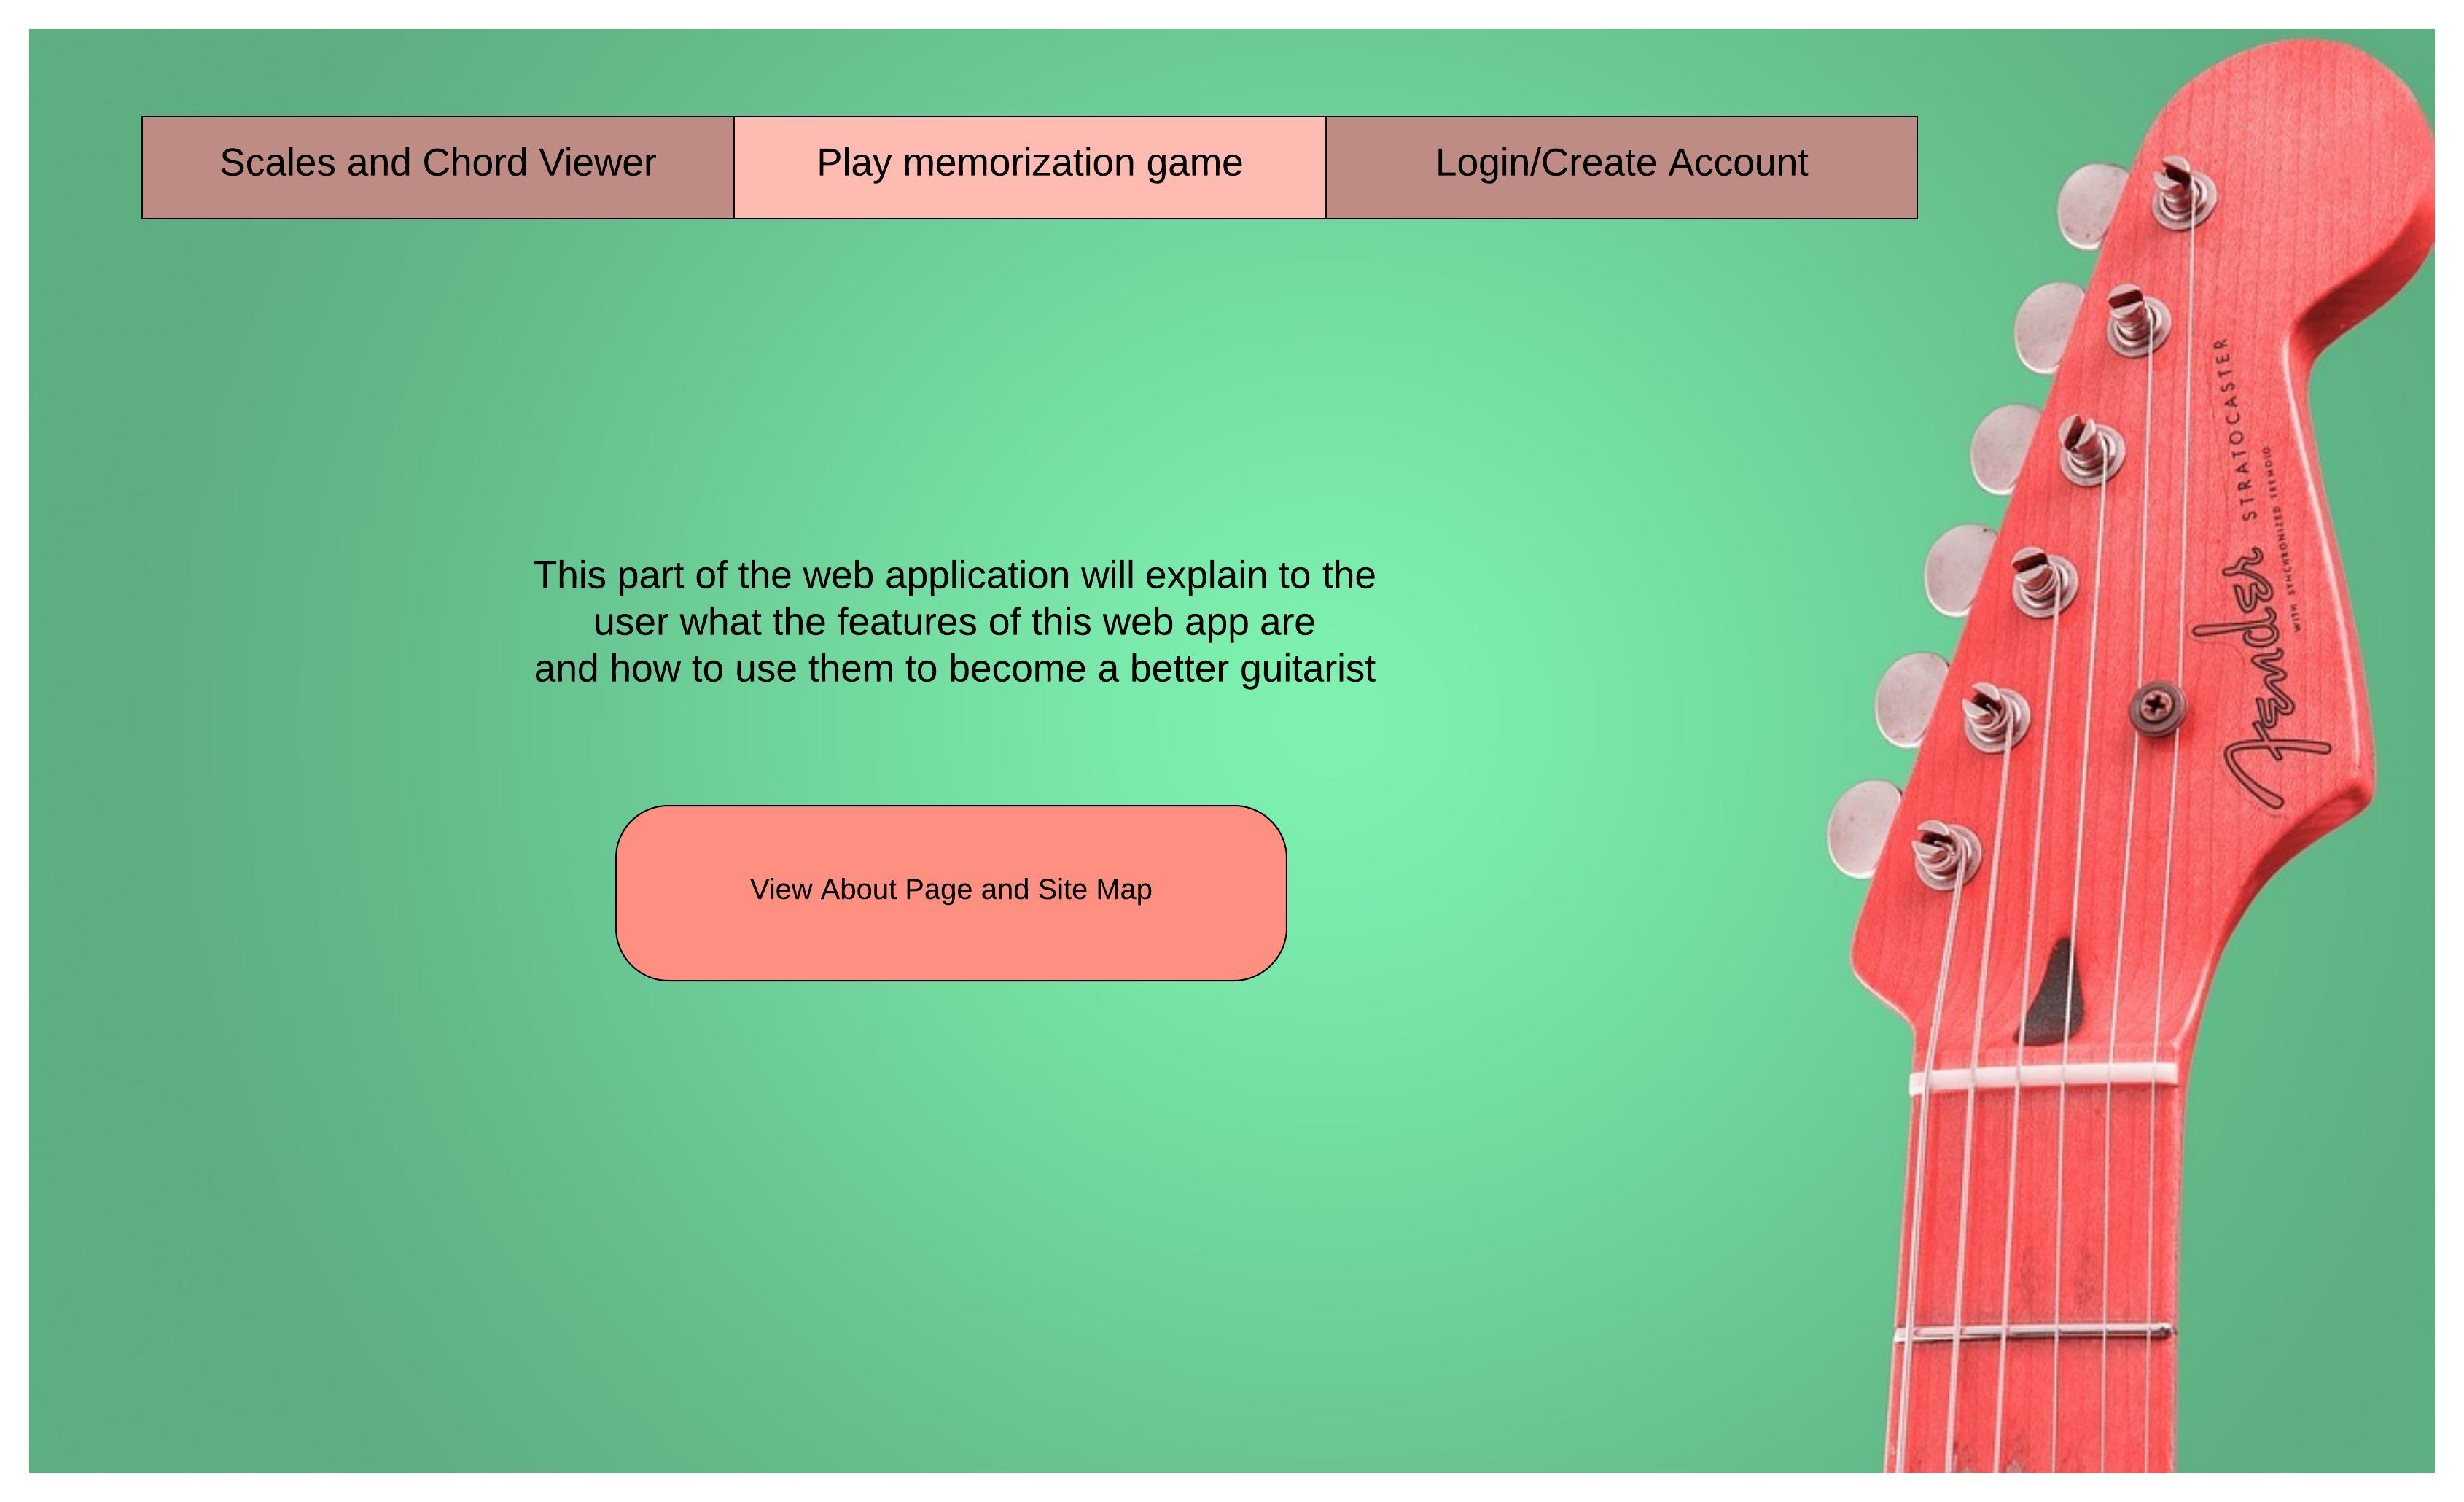 Scales and Chord Viewer
Play memorization game
Login/Create Account
This part of the web application will explain to the
user what the features of this web app are
and how to use them to become a better guitarist
View About Page and Site Map
Fender STRATOCASTER
WITH SYNCHRONIZED TREMOLO